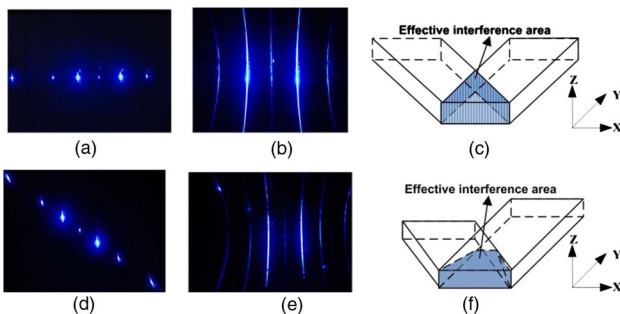 Effective interference area
Z
Y
X
(a)
(b)
(c)
Effective interference area
Z
Y
X
(d)
(e)
(f)